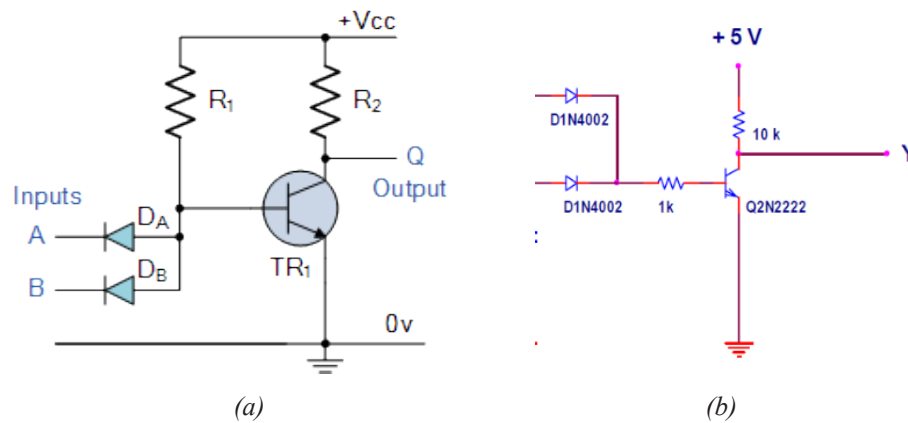 +Vcc
R1
R2
Q
Output
Inputs
A
DA
B
DB
TR1
0v
(a)
+ 5 V
D1N4002
10 k
Y
D1N4002
1k
Q2N2222
(b)